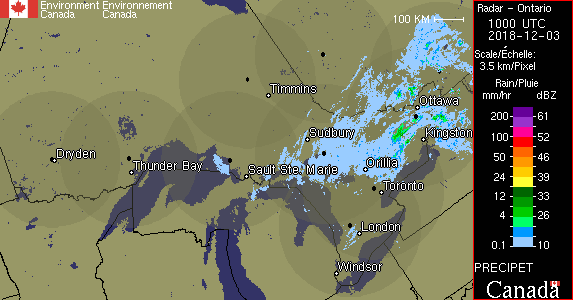 Environment Environnement
Canada Canada
Radar - Ontario
1000 UTC
2018-12-03
Scale/Échelle:
3.5 km/Pixel
Rain/Pluie
mm/hr dBZ
200 61
100 52
50 46
24 39
12 33
4 26
2 20
0.1 10
PRECIPET
Canada
100 KM
Timmins
Ottawa
Sudbury
Kingston
Dryden
Thunder Bay
Sault Ste. Marie
Orillia
Toronto
London
Windsor